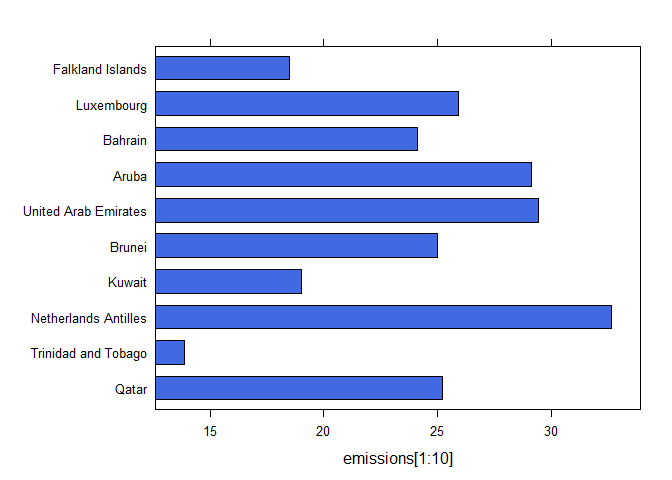 Falkland Islands
Luxembourg
Bahrain
Aruba
United Arab Emirates
Brunei
Kuwait
Netherlands Antilles
Trinidad and Tobago
Qatar
15 20 25 30
emissions[1:10]